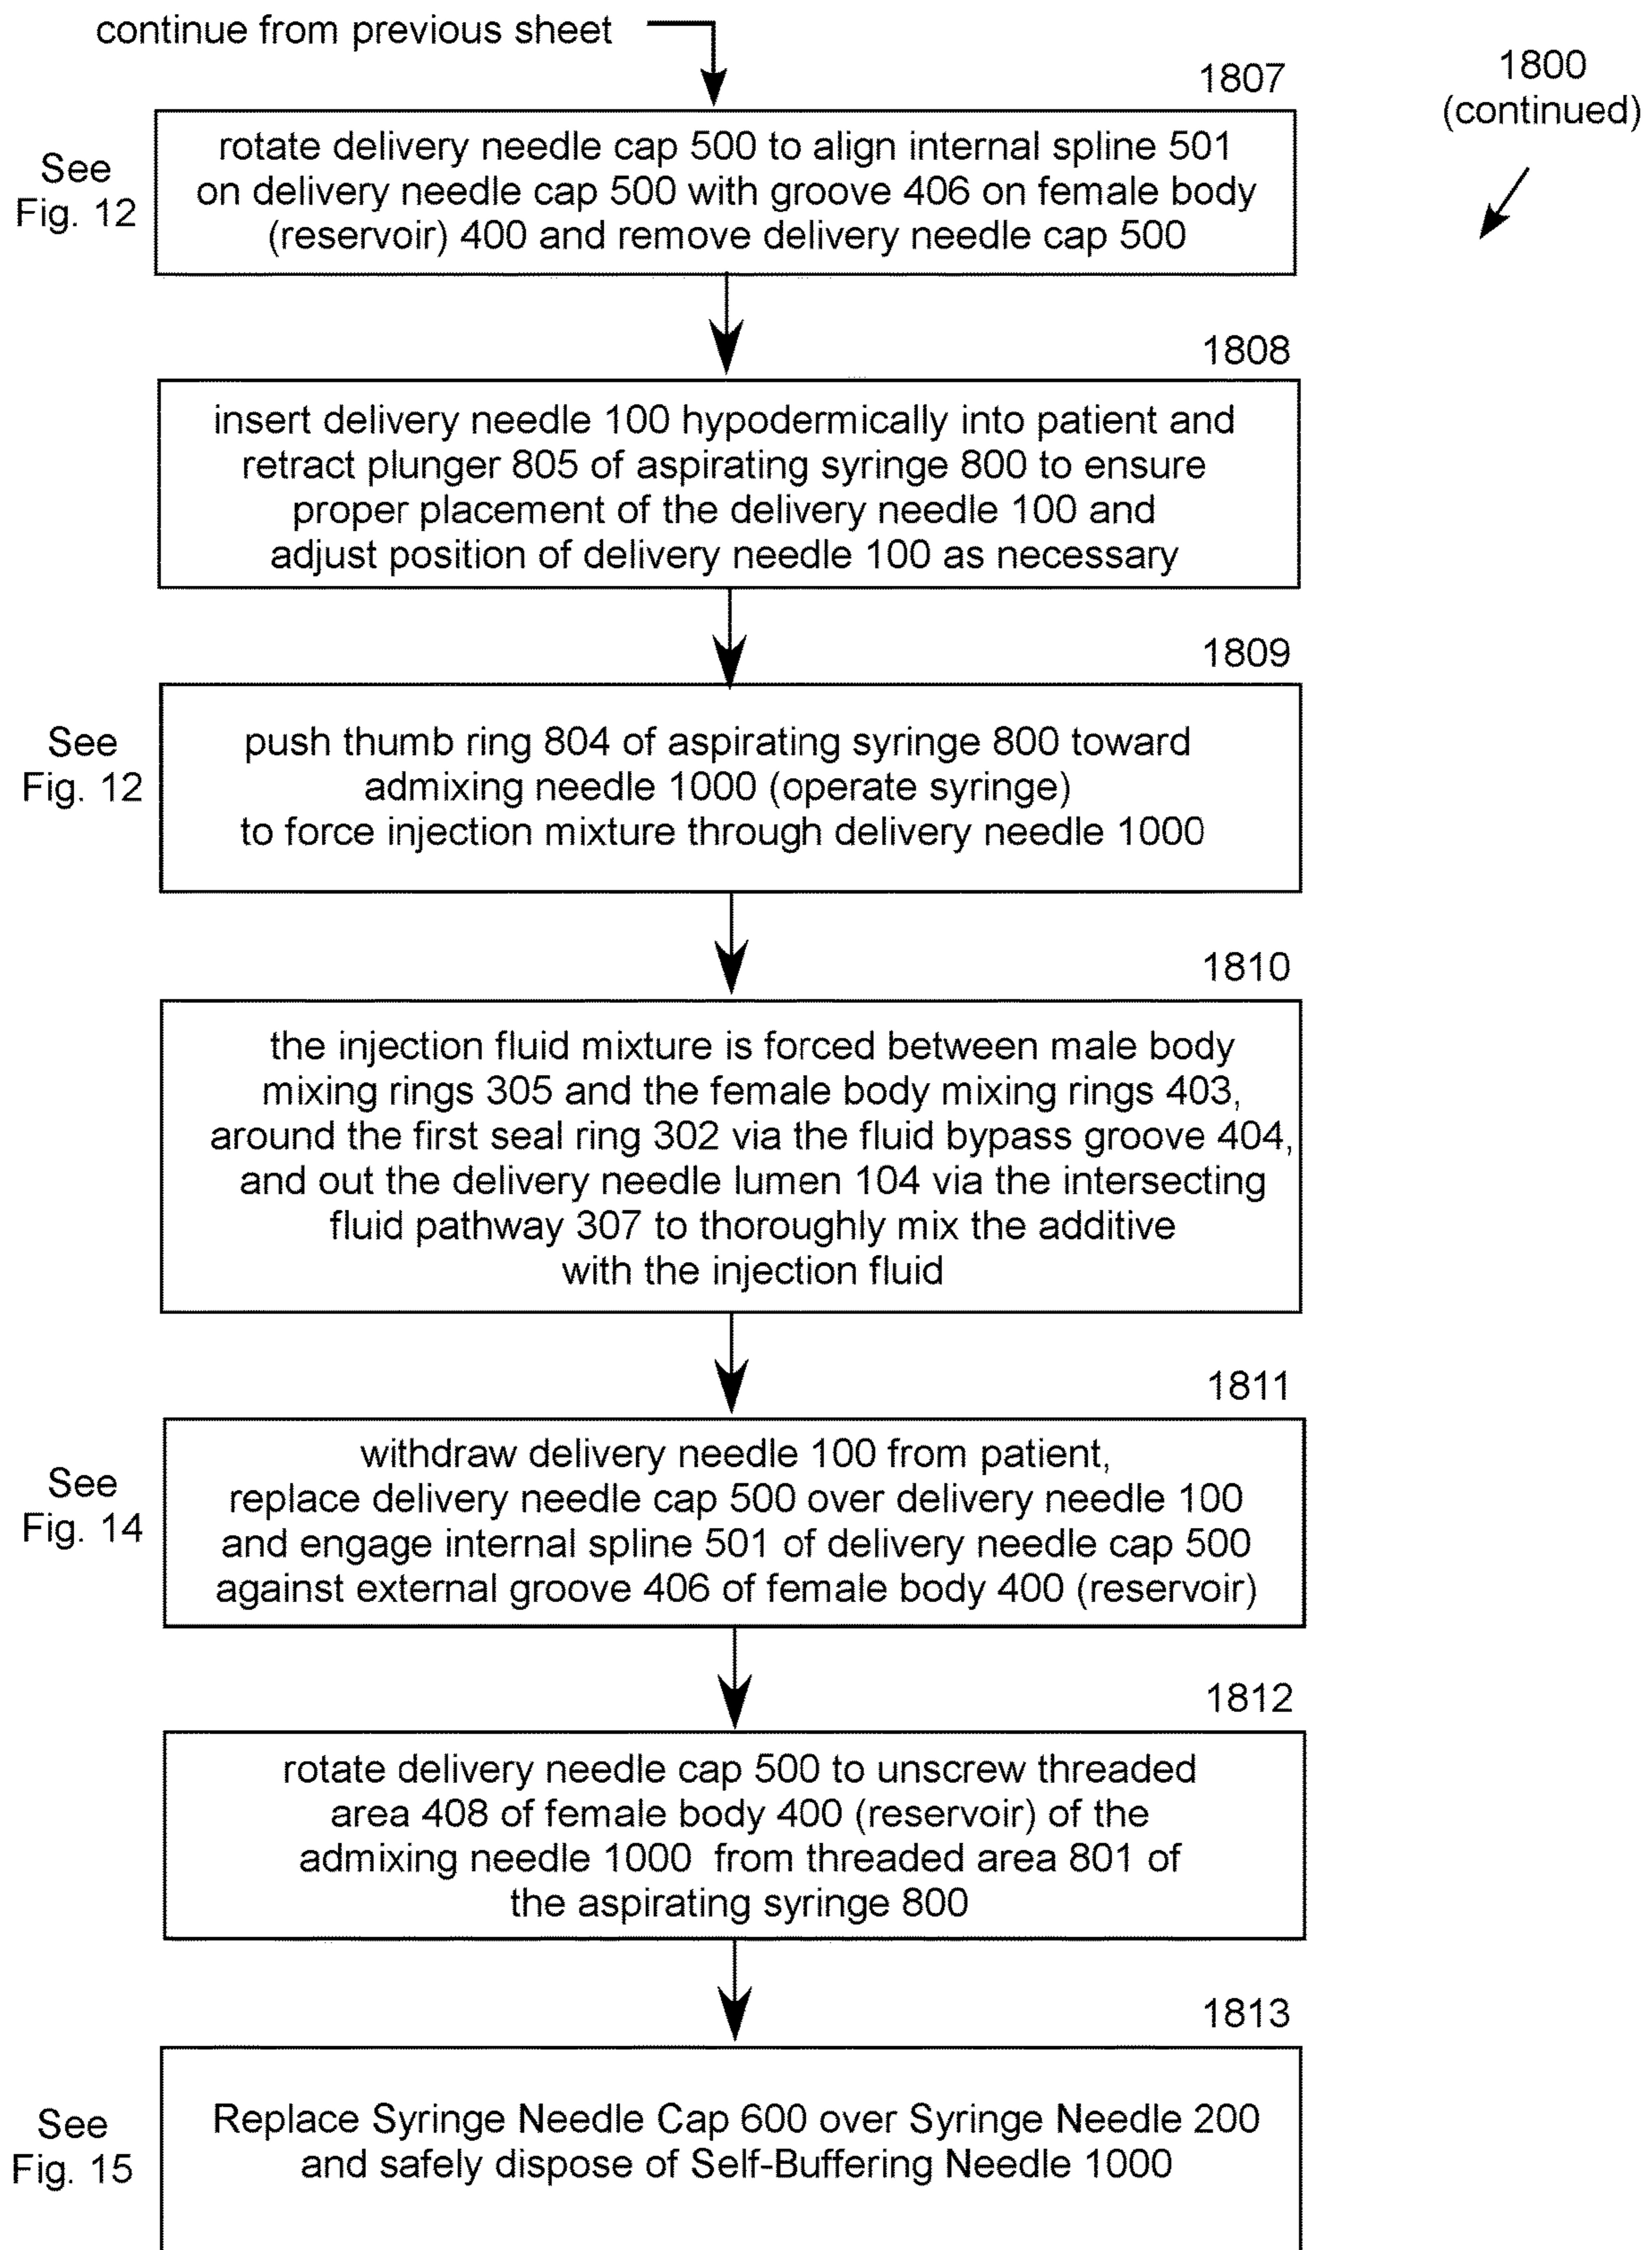 continue from previous sheet
1800
(continued)
1807
See
Fig. 12
rotate delivery needle cap 500 to align internal spline 501
on delivery needle cap 500 with groove 406 on female body
(reservoir) 400 and remove delivery needle cap 500
1808
insert delivery needle 100 hypodermically into patient and
retract plunger 805 of aspirating syringe 800 to ensure
proper placement of the delivery needle 100 and
adjust position of delivery needle 100 as necessary
1809
See
Fig. 12
push thumb ring 804 of aspirating syringe 800 toward
admixing needle 1000 (operate syringe)
to force injection mixture through delivery needle 1000
1810
the injection fluid mixture is forced between male body
mixing rings 305 and the female body mixing rings 403,
around the first seal ring 302 via the fluid bypass groove 404,
and out the delivery needle lumen 104 via the intersecting
fluid pathway 307 to thoroughly mix the additive
with the injection fluid
1811
See
Fig. 14
withdraw delivery needle 100 from patient,
replace delivery needle cap 500 over delivery needle 100
and engage internal spline 501 of delivery needle cap 500
against external groove 406 of female body 400 (reservoir)
1812
rotate delivery needle cap 500 to unscrew threaded
area 408 of female body 400 (reservoir) of the
admixing needle 1000 from threaded area 801 of
the aspirating syringe 800
1813
See
Fig. 15
Replace Syringe Needle Cap 600 over Syringe Needle 200
and safely dispose of Self-Buffering Needle 1000